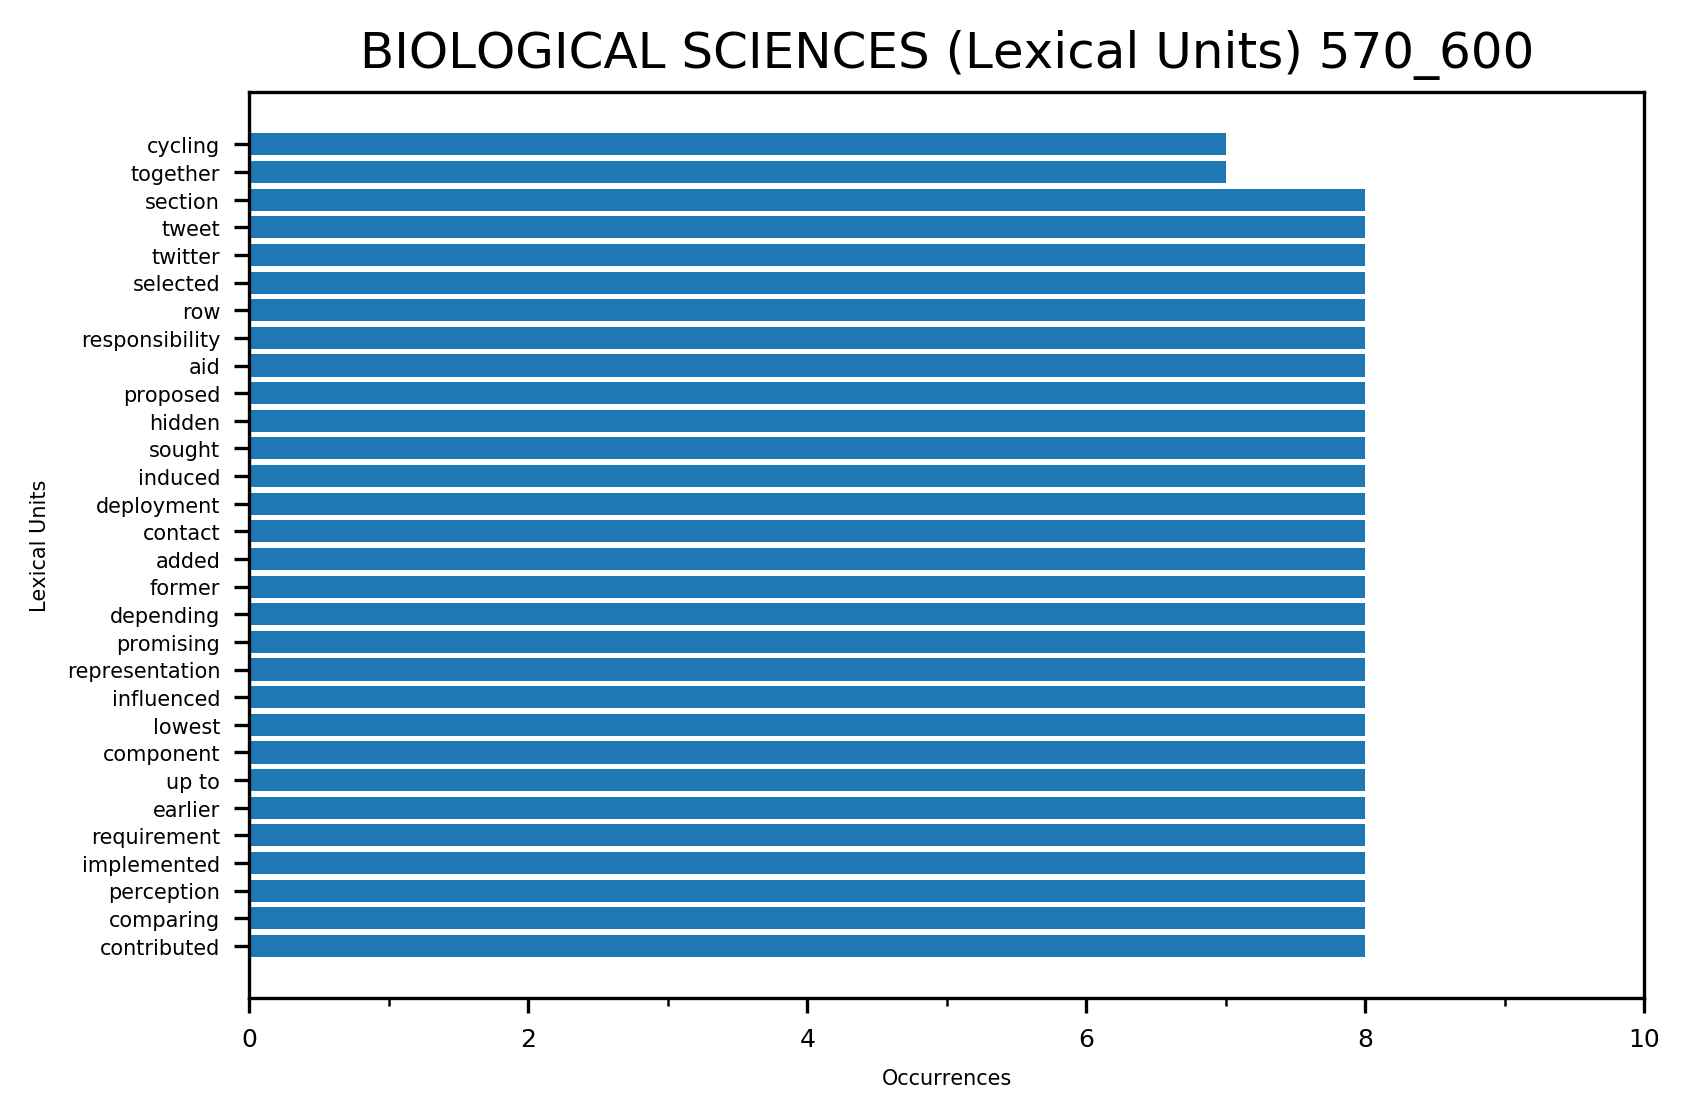 BIOLOGICAL SCIENCES (Lexical Units) 570_600
cycling
together
section
tweet
twitter
selected
row
responsibility
aid
proposed
hidden
sought
induced
deployment
contact
added
former
depending
promising
representation
influenced
lowest
component
up to
earlier
requirement
implemented
perception
comparing
contributed
Lexical Units
0 2 4 6 8 10
Occurrences